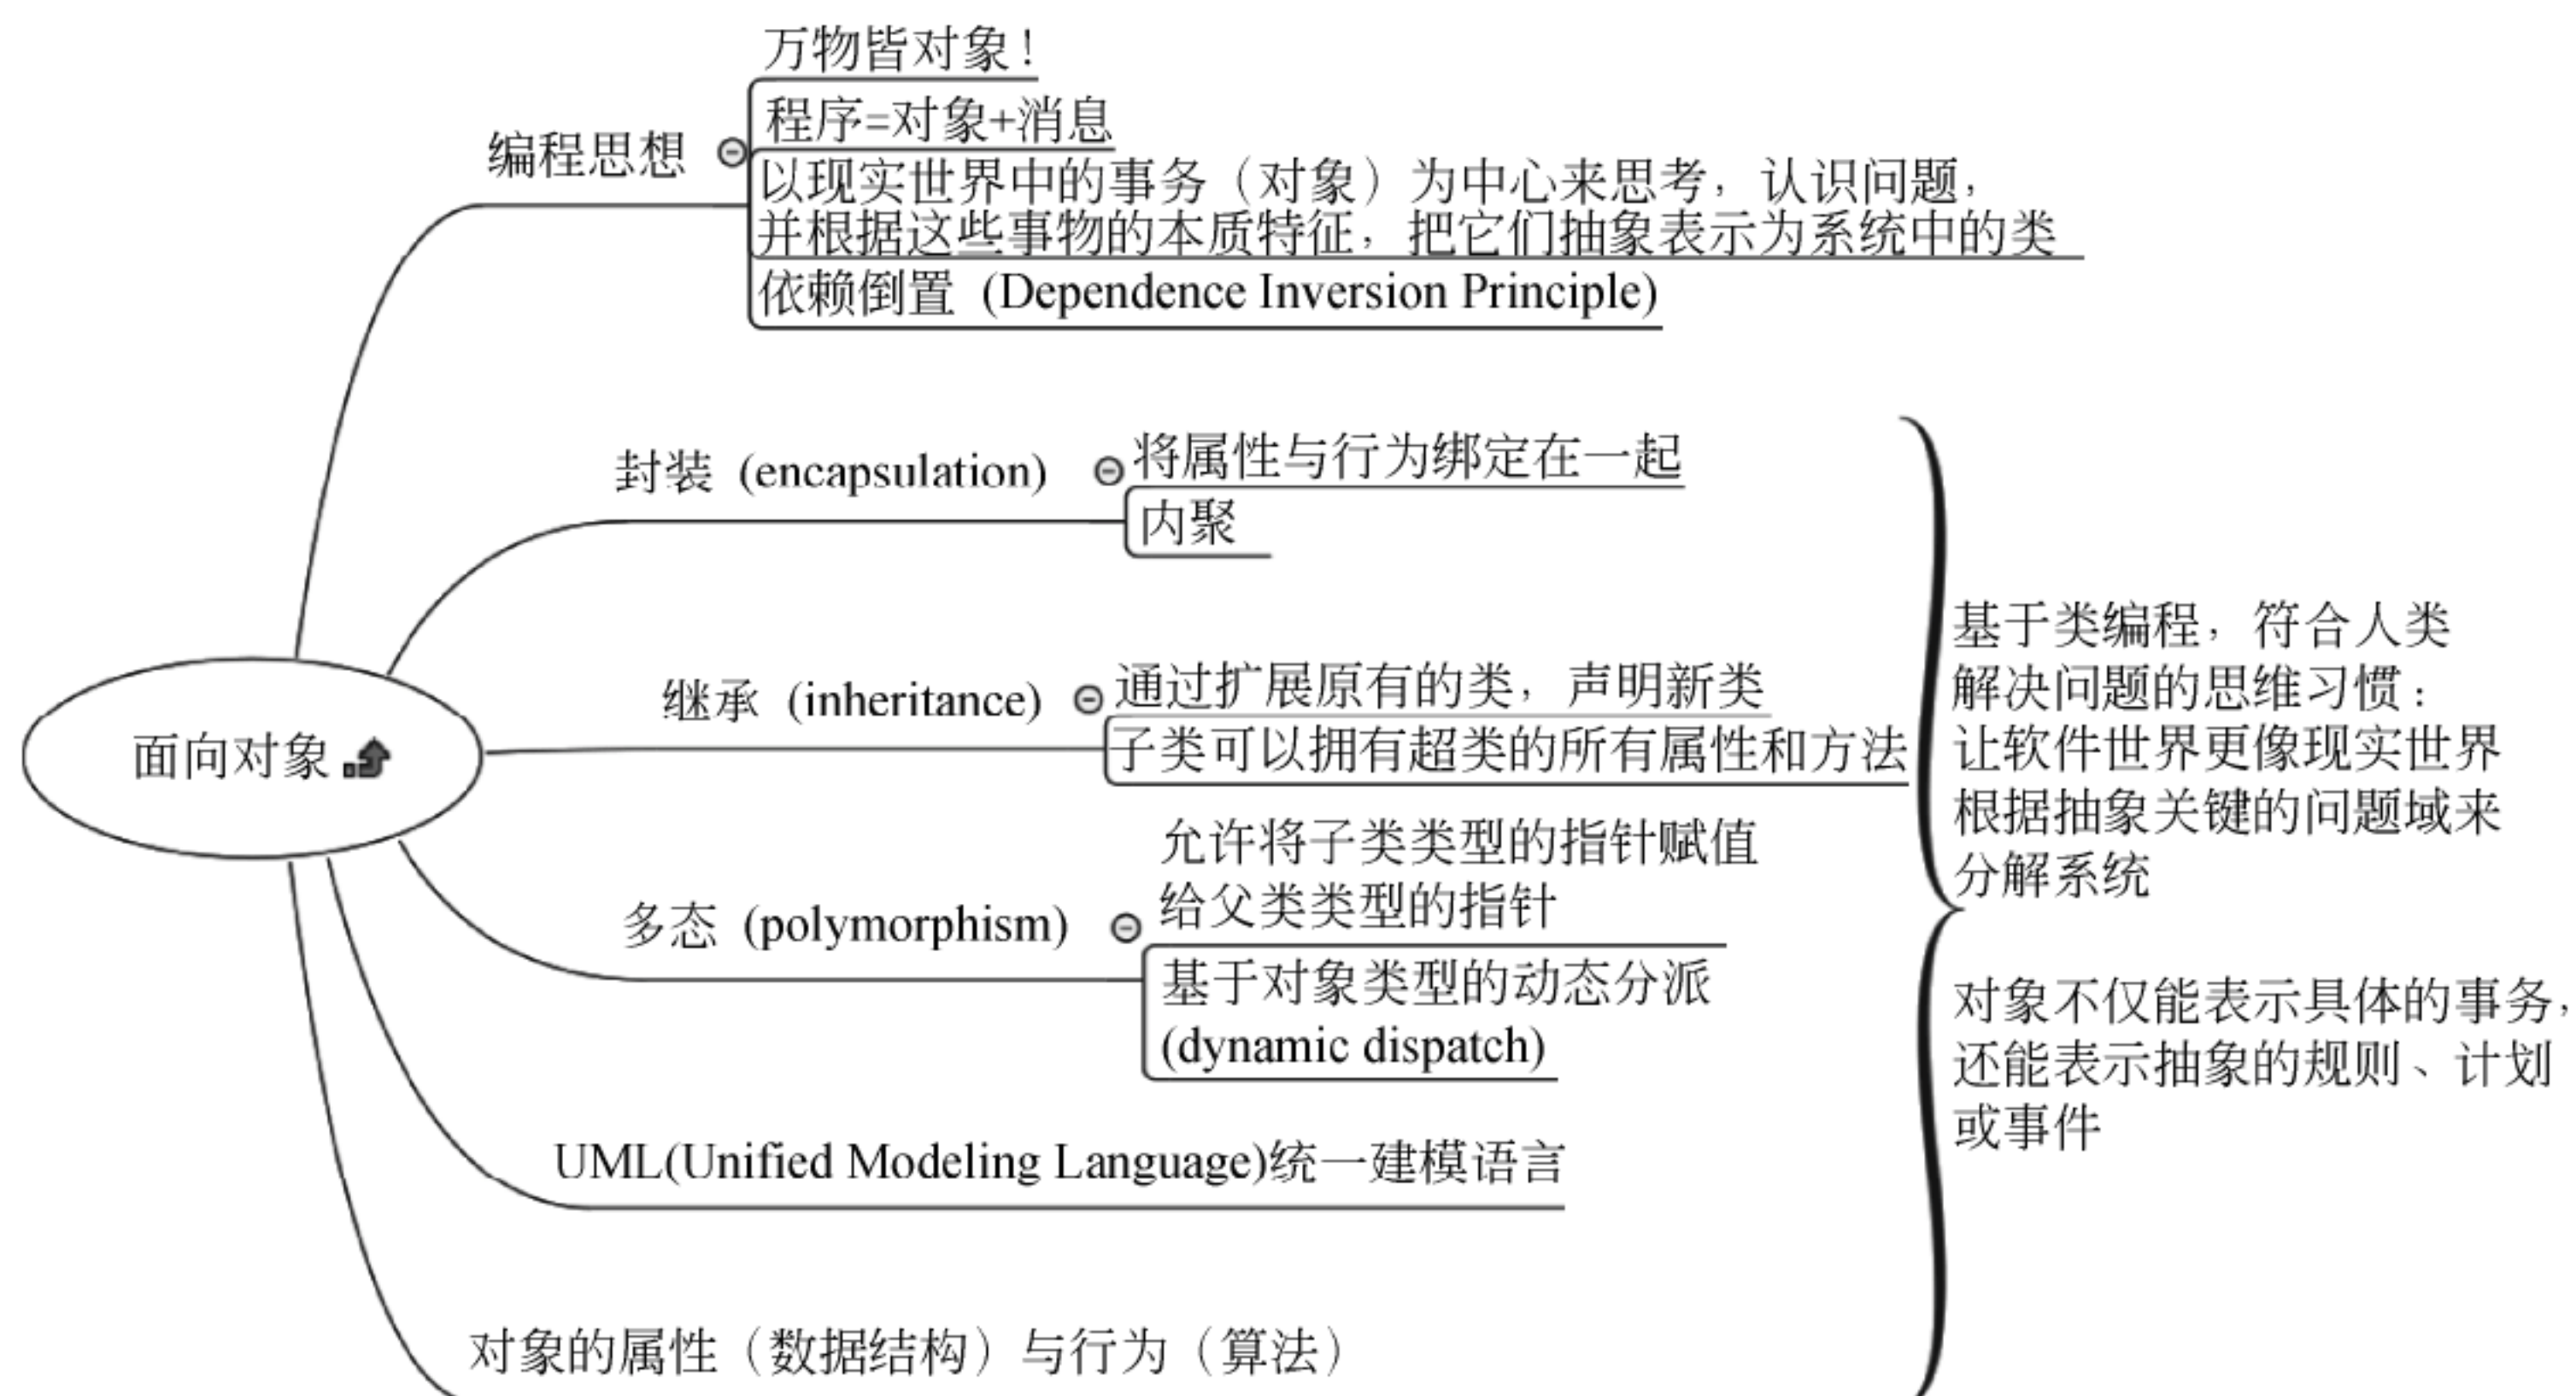 万物皆对象！
程序=对象+消息
编程思想
以现实世界中的事务（对象）为中心来思考，认识问题，
并根据这些事物的本质特征，把它们抽象表示为系统中的类
依赖倒置 (Dependence Inversion Principle)
封装 (encapsulation)
将属性与行为绑定在一起
内聚
继承 (inheritance)
通过扩展原有的类，声明新类
子类可以拥有超类的所有属性和方法
面向对象
多态 (polymorphism)
允许将子类类型的指针赋值
给父类类型的指针
基于对象类型的动态分派
(dynamic dispatch)
UML(Unified Modeling Language)统一建模语言
对象的属性（数据结构）与行为（算法）
基于类编程，符合人类
解决问题的思维习惯：
让软件世界更像现实世界
根据抽象关键的问题域来
分解系统
对象不仅能表示具体的事务，
还能表示抽象的规则、计划
或事件